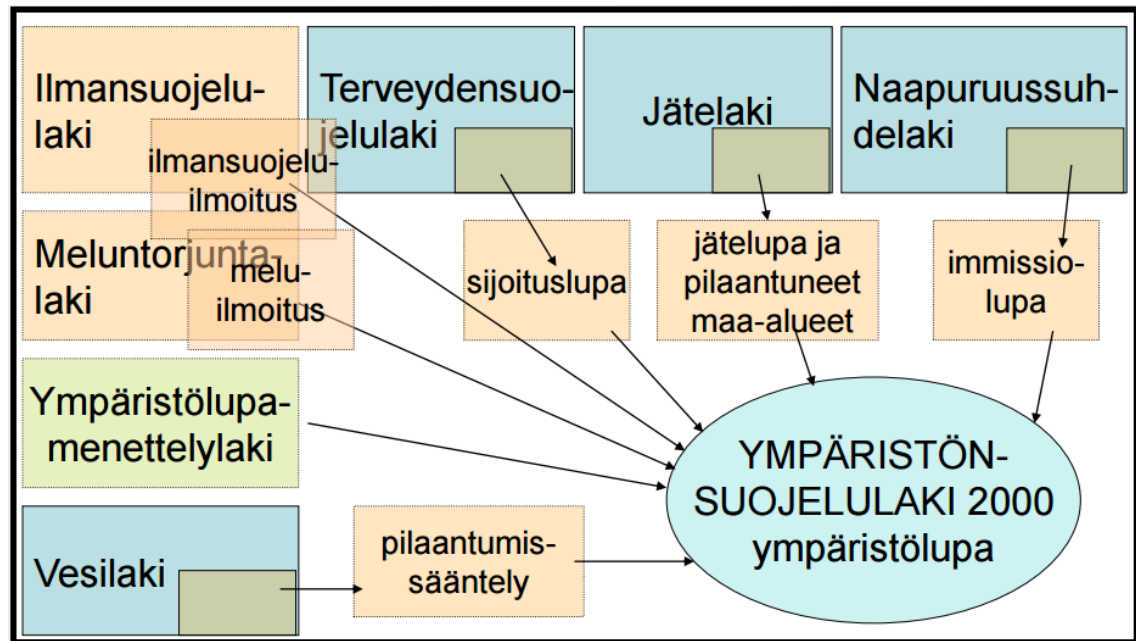 Ilmansuojelu-
laki
Terveydensuo-
jelulaki
Jätelaki
Naapuruussuh-
delaki
ilmansuojelu-
ilmoitus
Meluntorjunta-
laki
melu-
ilmoitus
sijoituslupa
jätelupa ja
pilaantuneet
maa-alueet
immissio-
lupa
Ympäristölupa-
menettelylaki
YMPÄRISTÖN-
SUOJELULAKI 2000
ympäristölupa
Vesilaki
pilaantumis-
sääntely